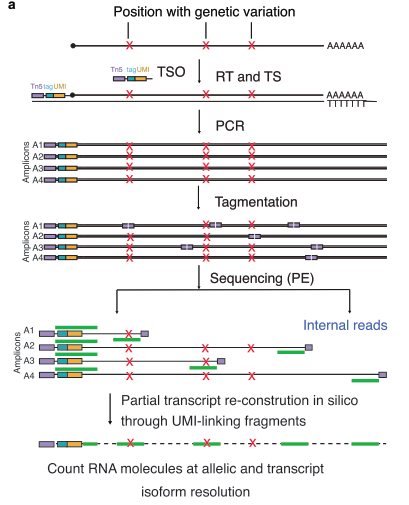 a
Position with genetic variation
X X X AAAAAA
Tn5 tagUMI TSO
RT and TS
Tn5tagUMI X X X AAAAAA
TTTTTT
PCR
Amplicons
A1 X X X
A2 X X X
A3 X X X
A4 X X X
Tagmentation
Amplicons
A1 X X
A2 X X
A3 X X X
A4 X X X
Sequencing (PE)
Internal reads
Amplicons
A1 X
A2 X X X
A3 X X
A4 X X X
Partial transcript re-constrution in silico
through UMI-linking fragments
X X X
Count RNA molecules at allelic and transcript
isoform resolution